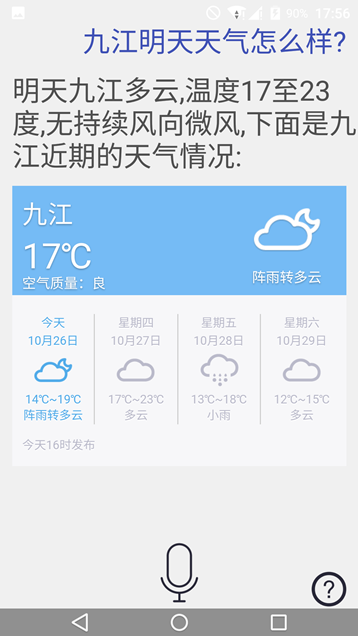 90% 17:56
九江明天天气怎么样?
明天九江多云,温度17至23
度,无持续风向微风,下面是九
江近期的天气情况:
九江
17℃
空气质量：良
阵雨转多云
今天 星期四 星期五 星期六
10月26日 10月27日 10月28日 10月29日
14℃~19℃ 17℃~23℃ 13℃~18℃ 12℃~15℃
阵雨转多云 多云 小雨 多云
今天16时发布
?